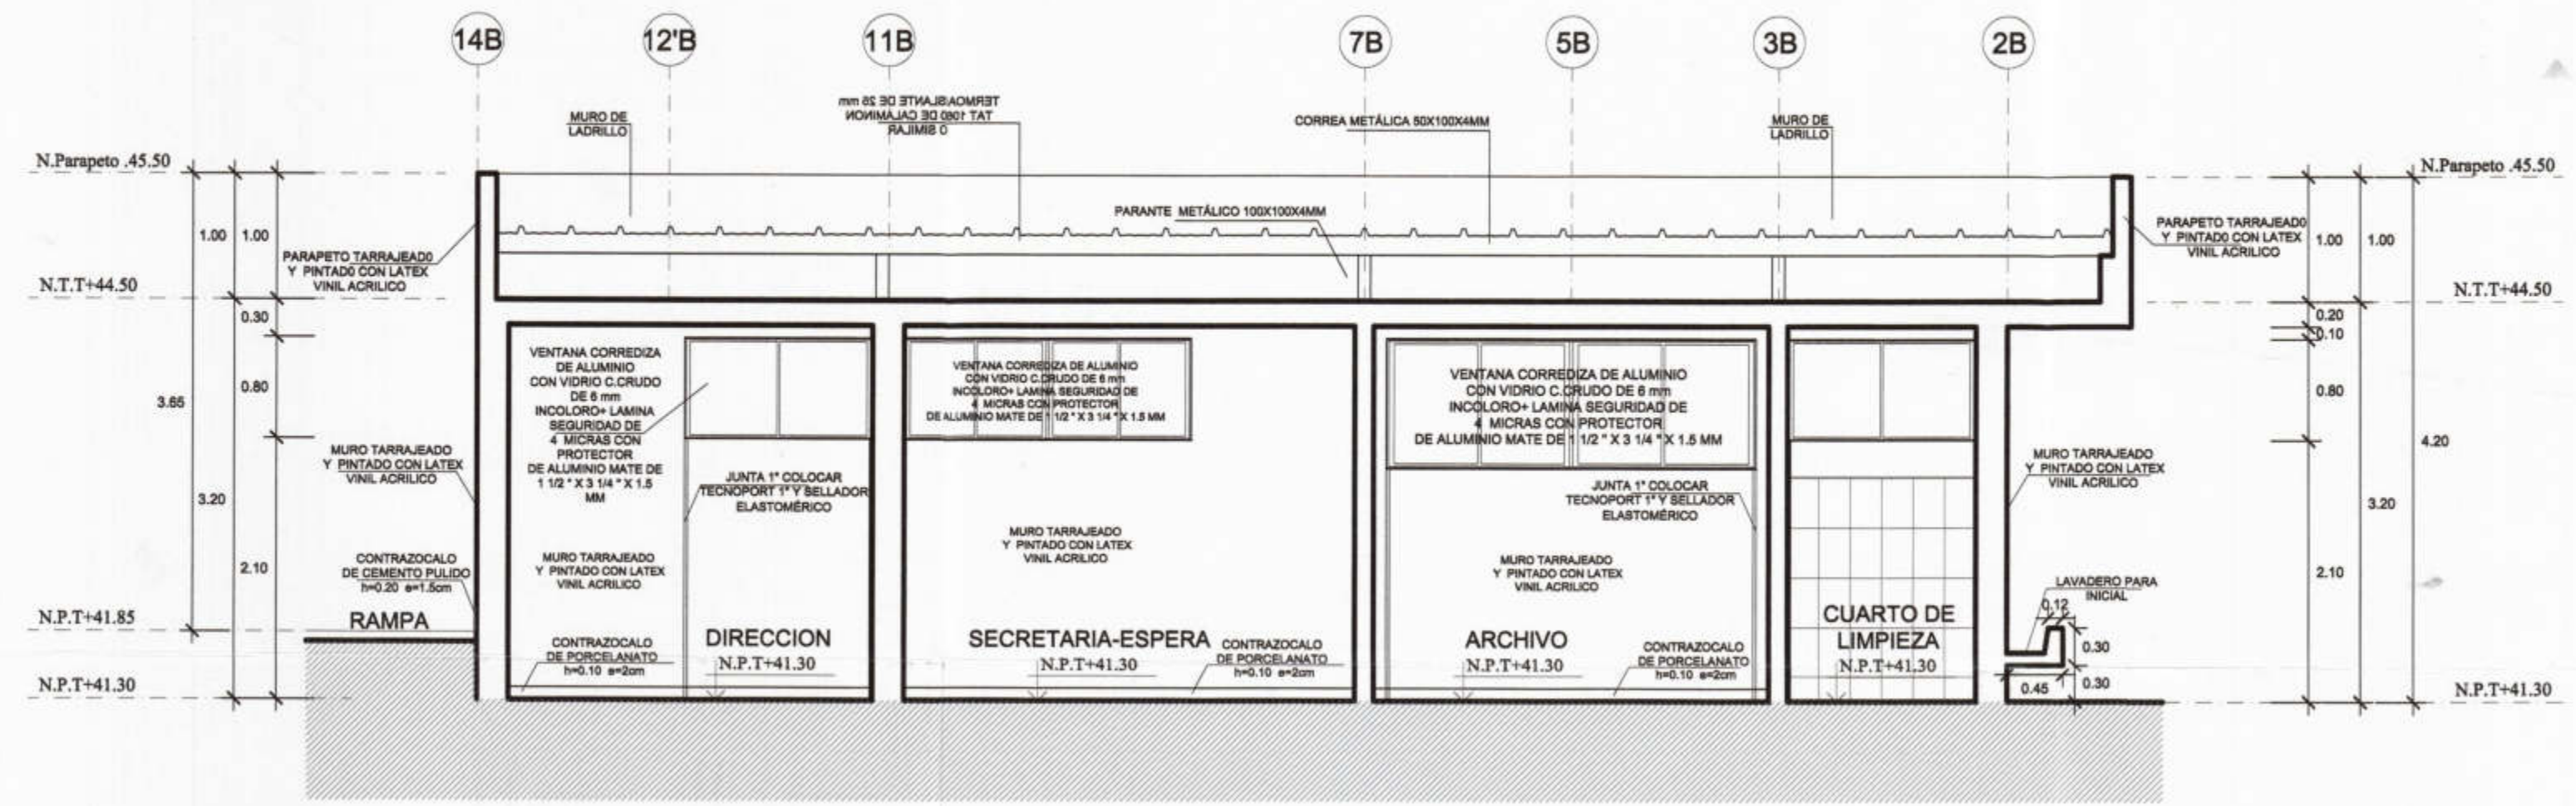 14B
12'B
11B
7B
5B
3B
2B
MURO DE
LADRILLO
TERMOAISLANTE DE 25 mm
TAT 1060 DE CALAMINON
O SIMILAR
CORREA METÁLICA 50X100X4MM
MURO DE
LADRILLO
N.Parapeto .45.50
N.Parapeto .45.50
PARANTE METÁLICO 100X100X4MM
1.00
1.00
PARAPETO TARRAJEADO
Y PINTADO CON LATEX
VINIL ACRILICO
PARAPETO TARRAJEADO
Y PINTADO CON LATEX
VINIL ACRILICO
1.00
1.00
N.T.T+44.50
N.T.T+44.50
0.30
0.20
0.10
0.80
3.65
VENTANA CORREDIZA
DE ALUMINIO
CON VIDRIO C.CRUDO
DE 6 mm
INCOLORO+ LAMINA
SEGURIDAD DE
4 MICRAS CON
PROTECTOR
DE ALUMINIO MATE DE
1 1/2 " X 3 1/4 " X 1.5
MM
VENTANA CORREDIZA DE ALUMINIO
CON VIDRIO C.CRUDO DE 6 mm
INCOLORO+ LAMINA SEGURIDAD DE
4 MICRAS CON PROTECTOR
DE ALUMINIO MATE DE 1 1/2 " X 3 1/4 " X 1.5 MM
VENTANA CORREDIZA DE ALUMINIO
CON VIDRIO C.CRUDO DE 6 mm
INCOLORO+ LAMINA SEGURIDAD DE
4 MICRAS CON PROTECTOR
DE ALUMINIO MATE DE 1 1/2 " X 3 1/4 " X 1.5 MM
0.80
4.20
MURO TARRAJEADO
Y PINTADO CON LATEX
VINIL ACRILICO
JUNTA 1" COLOCAR
TECNOPORT 1" Y SELLADOR
ELASTOMÉRICO
JUNTA 1" COLOCAR
TECNOPORT 1" Y SELLADOR
ELASTOMÉRICO
MURO TARRAJEADO
Y PINTADO CON LATEX
VINIL ACRILICO
3.20
3.20
2.10
CONTRAZOCALO
DE CEMENTO PULIDO
h=0.20 e=1.5cm
MURO TARRAJEADO
Y PINTADO CON LATEX
VINIL ACRILICO
MURO TARRAJEADO
Y PINTADO CON LATEX
VINIL ACRILICO
MURO TARRAJEADO
Y PINTADO CON LATEX
VINIL ACRILICO
2.10
LAVADERO PARA
INICIAL
0.12
0.30
0.30
0.45
N.P.T+41.85
RAMPA
CONTRAZOCALO
DE PORCELANATO
h=0.10 e=2cm
DIRECCION
N.P.T+41.30
SECRETARIA-ESPERA
N.P.T+41.30
CONTRAZOCALO
DE PORCELANATO
h=0.10 e=2cm
ARCHIVO
N.P.T+41.30
CONTRAZOCALO
DE PORCELANATO
h=0.10 e=2cm
CUARTO DE
LIMPIEZA
N.P.T+41.30
N.P.T+41.30
N.P.T+41.30